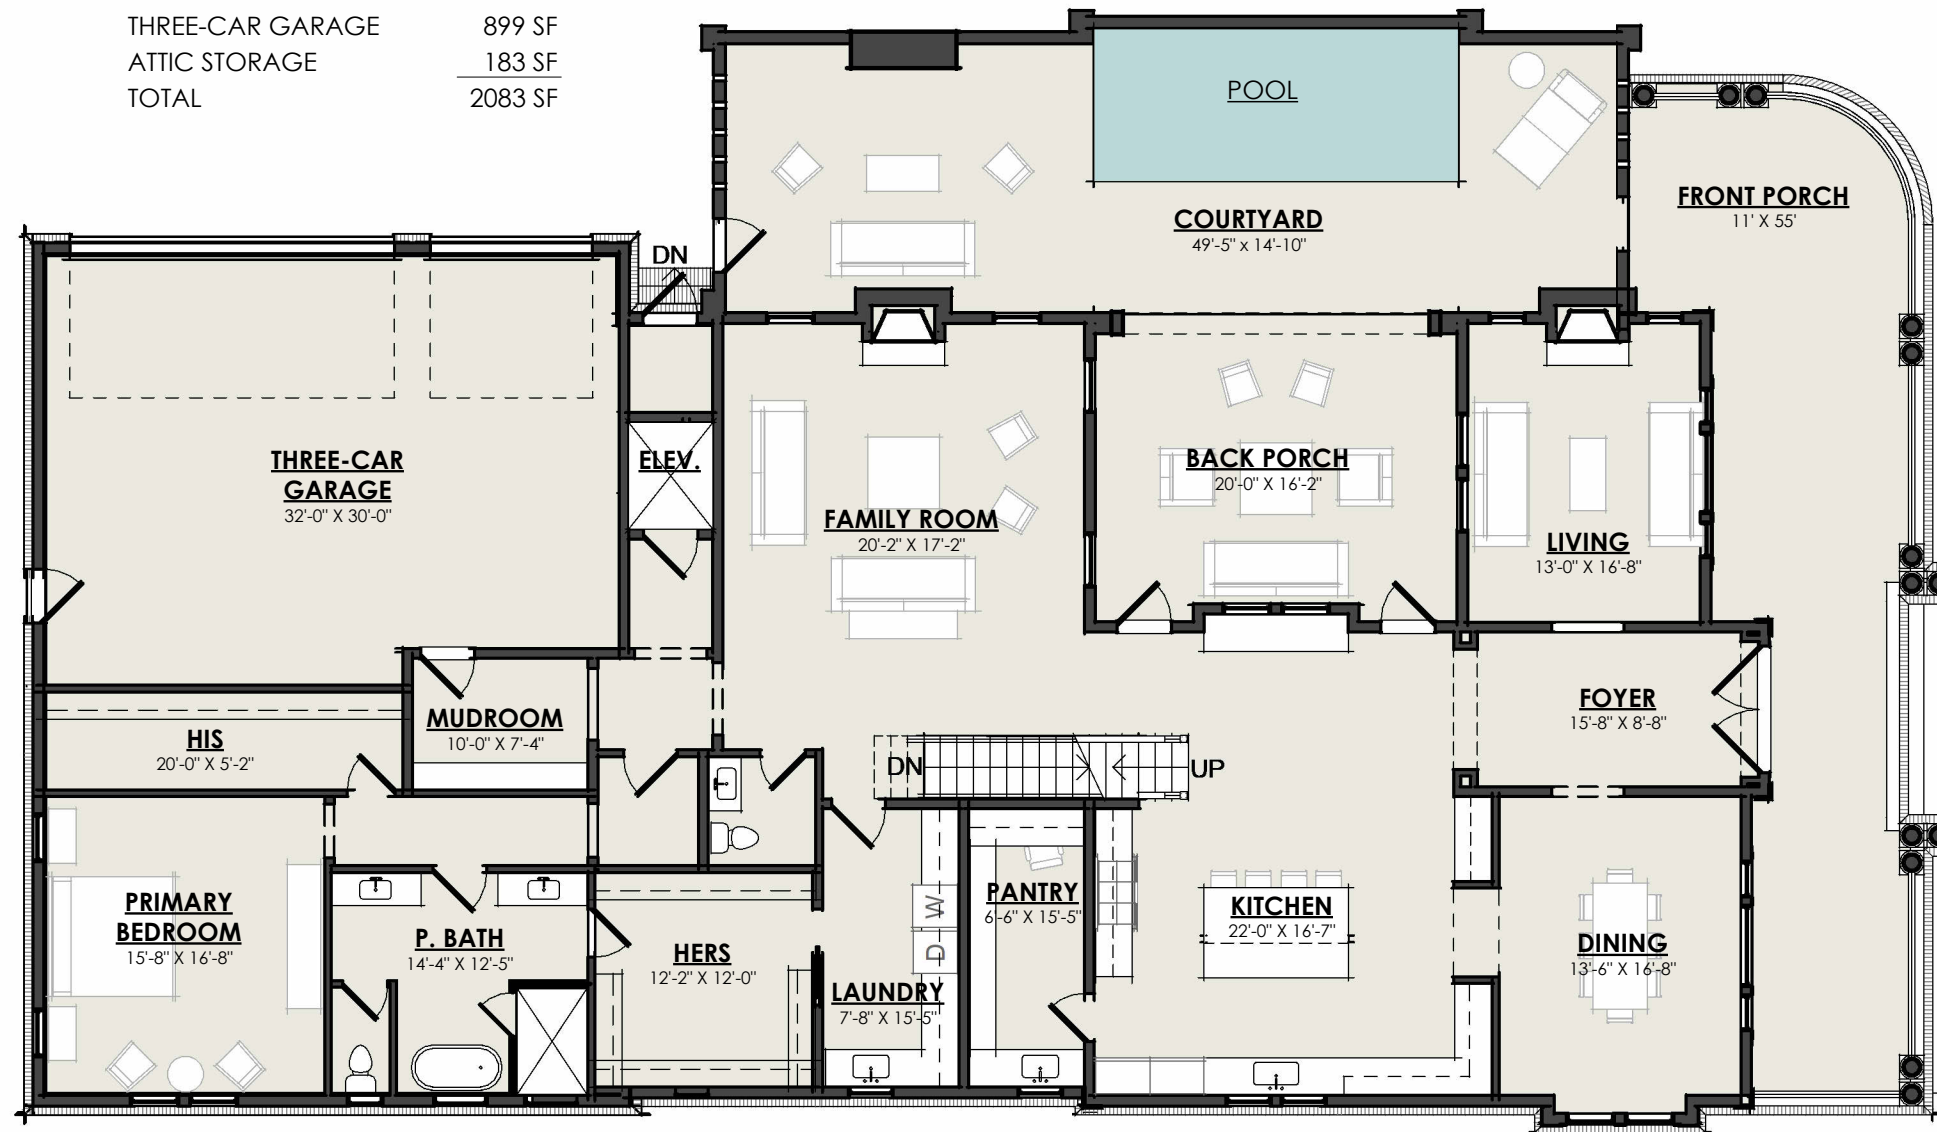 THREE-CAR GARAGE 899 SF
ATTIC STORAGE 183 SF
TOTAL 2083 SF
POOL
FRONT PORCH
11' X 55'
COURTYARD
49'-5" x 14'-10"
DN
THREE-CAR
GARAGE
32'-0" X 30'-0"
ELEV.
FAMILY ROOM
20'-2" X 17'-2"
BACK PORCH
20'-0" X 16'-2"
LIVING
13'-0" X 16'-8"
HIS
20'-0" X 5'-2"
MUDROOM
10'-0" X 7'-4"
FOYER
15'-8" X 8'-8"
DN
UP
PRIMARY
BEDROOM
15'-8" X 16'-8"
P. BATH
14'-4" X 12'-5"
HERS
12'-2" X 12'-0"
W
D
LAUNDRY
7'-8" X 15'-5"
PANTRY
6'-6" X 15'-5"
KITCHEN
22'-0" X 16'-7"
DINING
13'-6" X 16'-8"